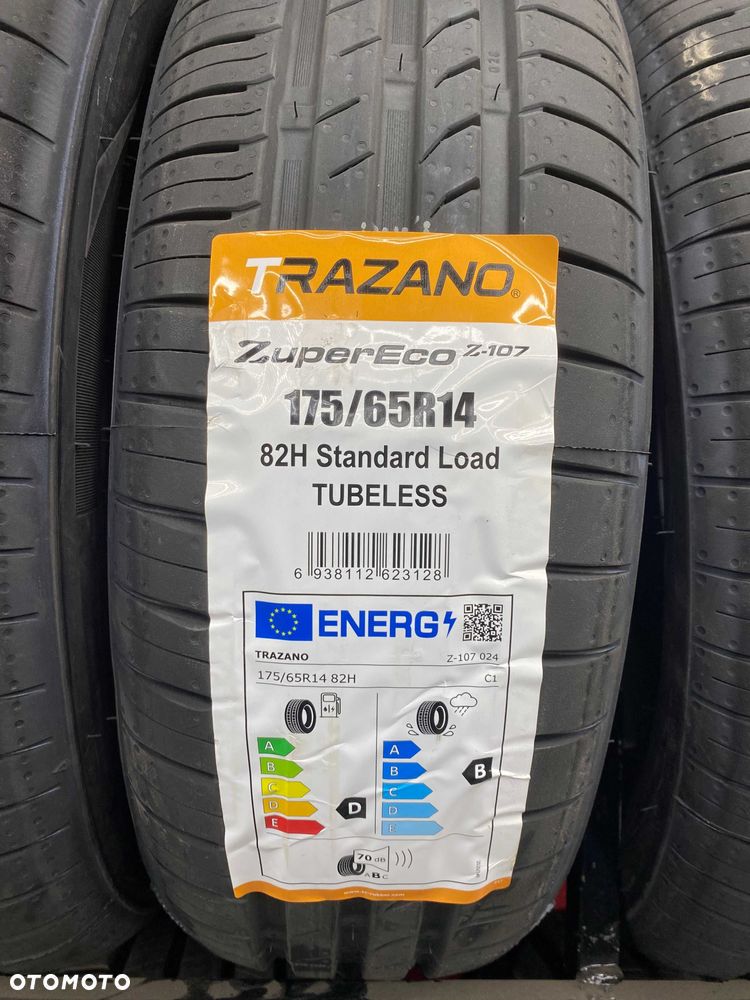 TRAZANO®
ZuperEco Z-107
175/65R14
82H Standard Load
TUBELESS
6 938112 623128
ENERG
TRAZANO Z-107 024
175/65R14 82H C1
A A
B B B
C C
D D D
E E
70 dB
ABC
OTOMOTO